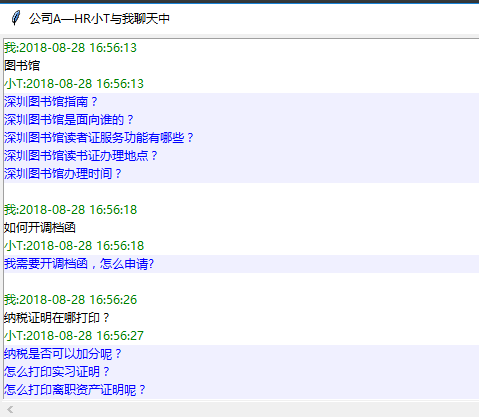 公司A—HR小T与我聊天中
我:2018-08-28 16:56:13
图书馆
小T:2018-08-28 16:56:13
深圳图书馆指南？
深圳图书馆是面向谁的？
深圳图书馆读者证服务功能有哪些？
深圳图书馆读书证办理地点？
深圳图书馆办理时间？
我:2018-08-28 16:56:18
如何开调档函
小T:2018-08-28 16:56:18
我需要开调档函，怎么申请?
我:2018-08-28 16:56:26
纳税证明在哪打印？
小T:2018-08-28 16:56:27
纳税是否可以加分呢？
怎么打印实习证明？
怎么打印离职资产证明呢？